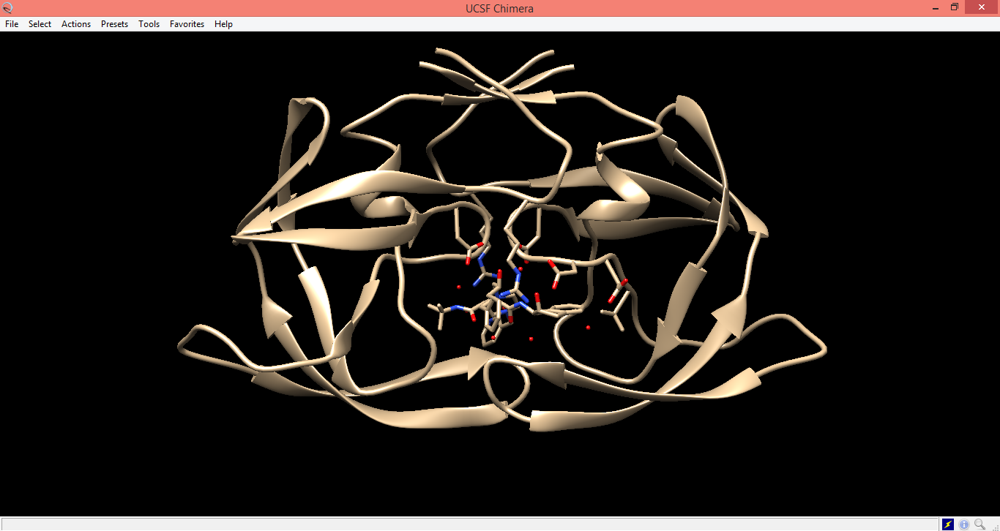 UCSF Chimera
File Select Actions Presets Tools Favorites Help